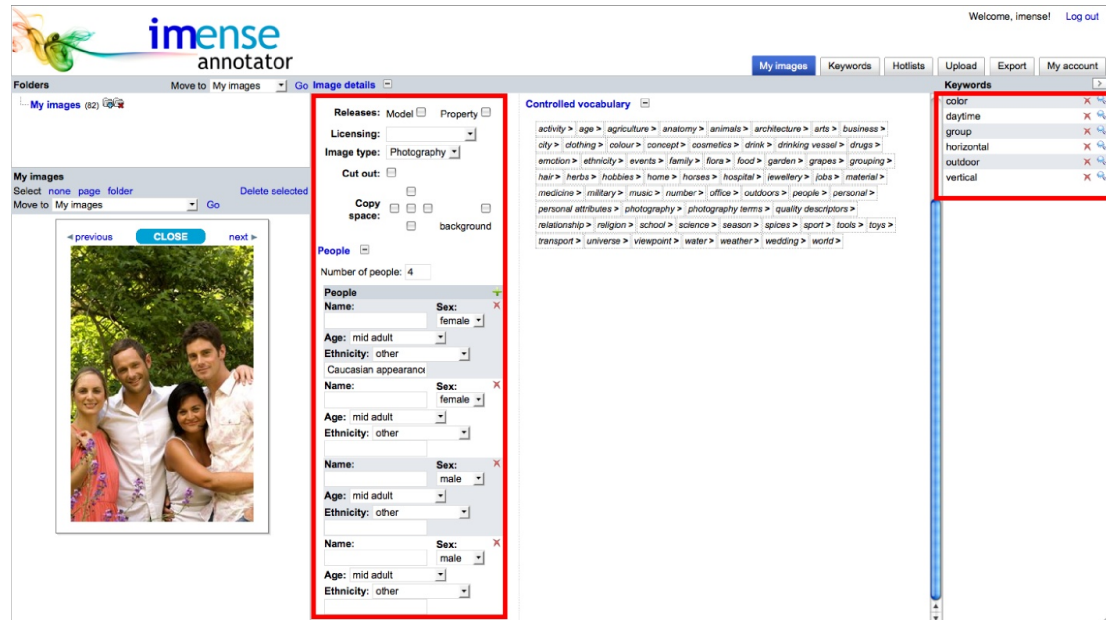 imense
annotator
Welcome, imense! Log out
My images Keywords Hotlists Upload Export My account
Folders Move to My images Go
My images (82)
My images
Select none page folder Delete selected
Move to My images Go
previous CLOSE next
Image details
Releases: Model Property
Licensing:
Image type: Photography
Cut out:
Copy space:
background
People
Number of people: 4
People
Name: Sex:
female
Age: mid adult
Ethnicity: other
Caucasian appearance
Name: Sex:
female
Age: mid adult
Ethnicity: other
Name: Sex:
male
Age: mid adult
Ethnicity: other
Name: Sex:
male
Age: mid adult
Ethnicity: other
Controlled vocabulary
activity > age > agriculture > anatomy > animals > architecture > arts > business >
city > clothing > colour > concept > cosmetics > drink > drinking vessel > drugs >
emotion > ethnicity > events > family > flora > food > garden > grapes > grouping >
hair > herbs > hobbies > home > horses > hospital > jewellery > jobs > material >
medicine > military > music > number > office > outdoors > people > personal >
personal attributes > photography > photography terms > quality descriptors >
relationship > religion > school > science > season > spices > sport > tools > toys >
transport > universe > viewpoint > water > weather > wedding > world >
Keywords >
color
daytime
group
horizontal
outdoor
vertical